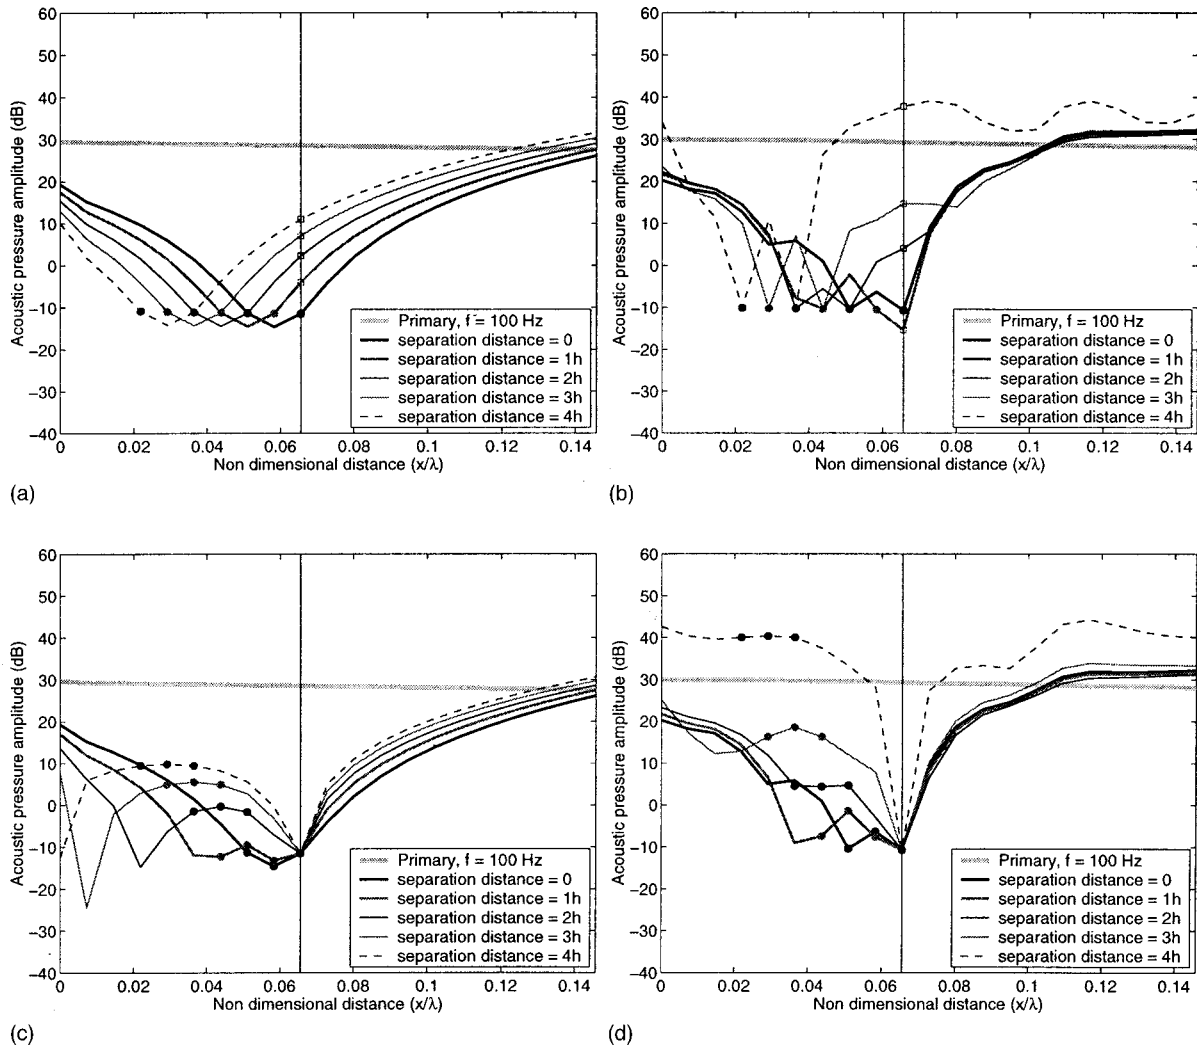 60
50
40
30
20
10
0
−10
−20
−30
−40
Acoustic pressure amplitude (dB)
Primary, f = 100 Hz
separation distance = 0
separation distance = 1h
separation distance = 2h
separation distance = 3h
separation distance = 4h
0 0.02 0.04 0.06 0.08 0.1 0.12 0.14
Non dimensional distance (x/λ)
(a)
60
50
40
30
20
10
0
−10
−20
−30
−40
Acoustic pressure amplitude (dB)
Primary, f = 100 Hz
separation distance = 0
separation distance = 1h
separation distance = 2h
separation distance = 3h
separation distance = 4h
0 0.02 0.04 0.06 0.08 0.1 0.12 0.14
Non dimensional distance (x/λ)
(b)
60
50
40
30
20
10
0
−10
−20
−30
−40
Acoustic pressure amplitude (dB)
Primary, f = 100 Hz
separation distance = 0
separation distance = 1h
separation distance = 2h
separation distance = 3h
separation distance = 4h
0 0.02 0.04 0.06 0.08 0.1 0.12 0.14
Non dimensional distance (x/λ)
(c)
60
50
40
30
20
10
0
−10
−20
−30
−40
Acoustic pressure amplitude (dB)
Primary, f = 100 Hz
separation distance = 0
separation distance = 1h
separation distance = 2h
separation distance = 3h
separation distance = 4h
0 0.02 0.04 0.06 0.08 0.1 0.12 0.14
Non dimensional distance (x/λ)
(d)